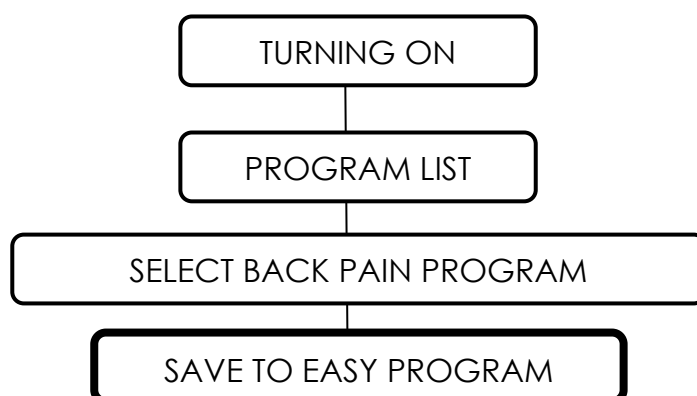 TURNING ON
PROGRAM LIST
SELECT BACK PAIN PROGRAM
SAVE TO EASY PROGRAM